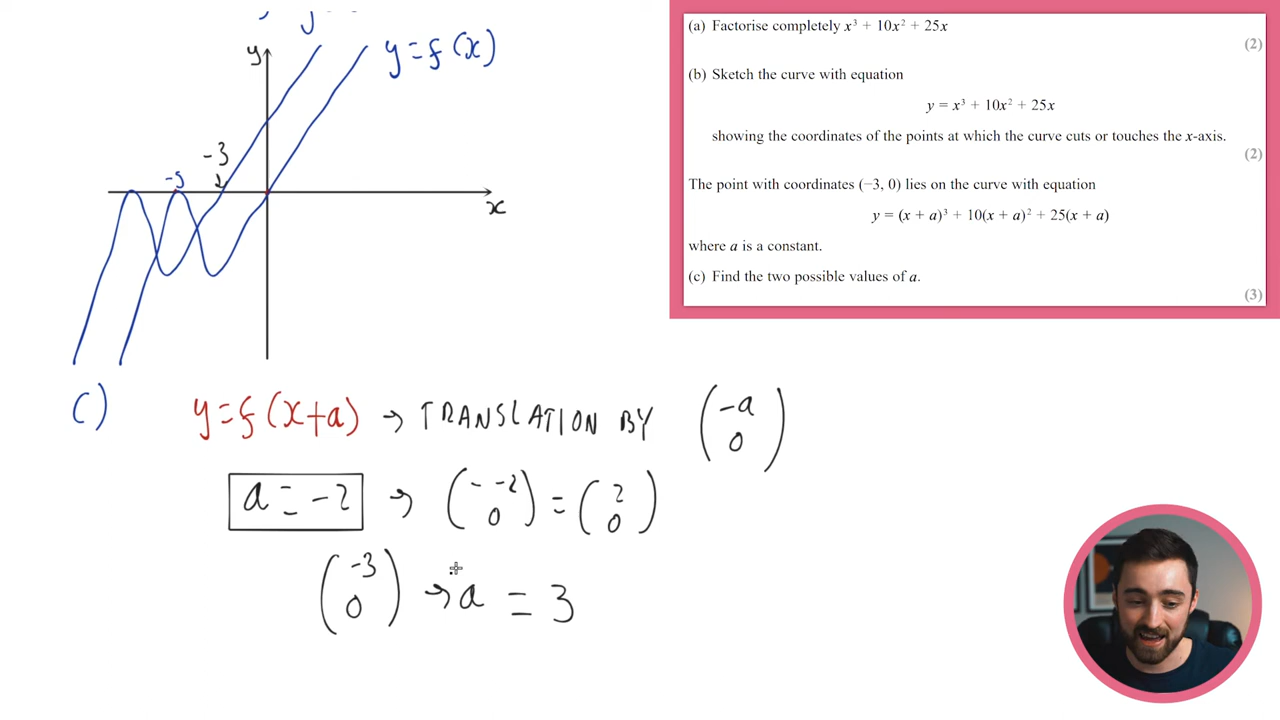 y
y=f(x)
-3
-5
x
(a) Factorise completely x³ + 10x² + 25x
(2)
(b) Sketch the curve with equation
y = x³ + 10x² + 25x
showing the coordinates of the points at which the curve cuts or touches the x-axis.
(2)
The point with coordinates (−3, 0) lies on the curve with equation
y = (x + a)³ + 10(x + a)² + 25(x + a)
where a is a constant.
(c) Find the two possible values of a.
(3)
c) y=f(x+a) → TRANSLATION BY (-a 0)
a = -2 → (- -2 0) = (2 0)
(-3 0) → a = 3